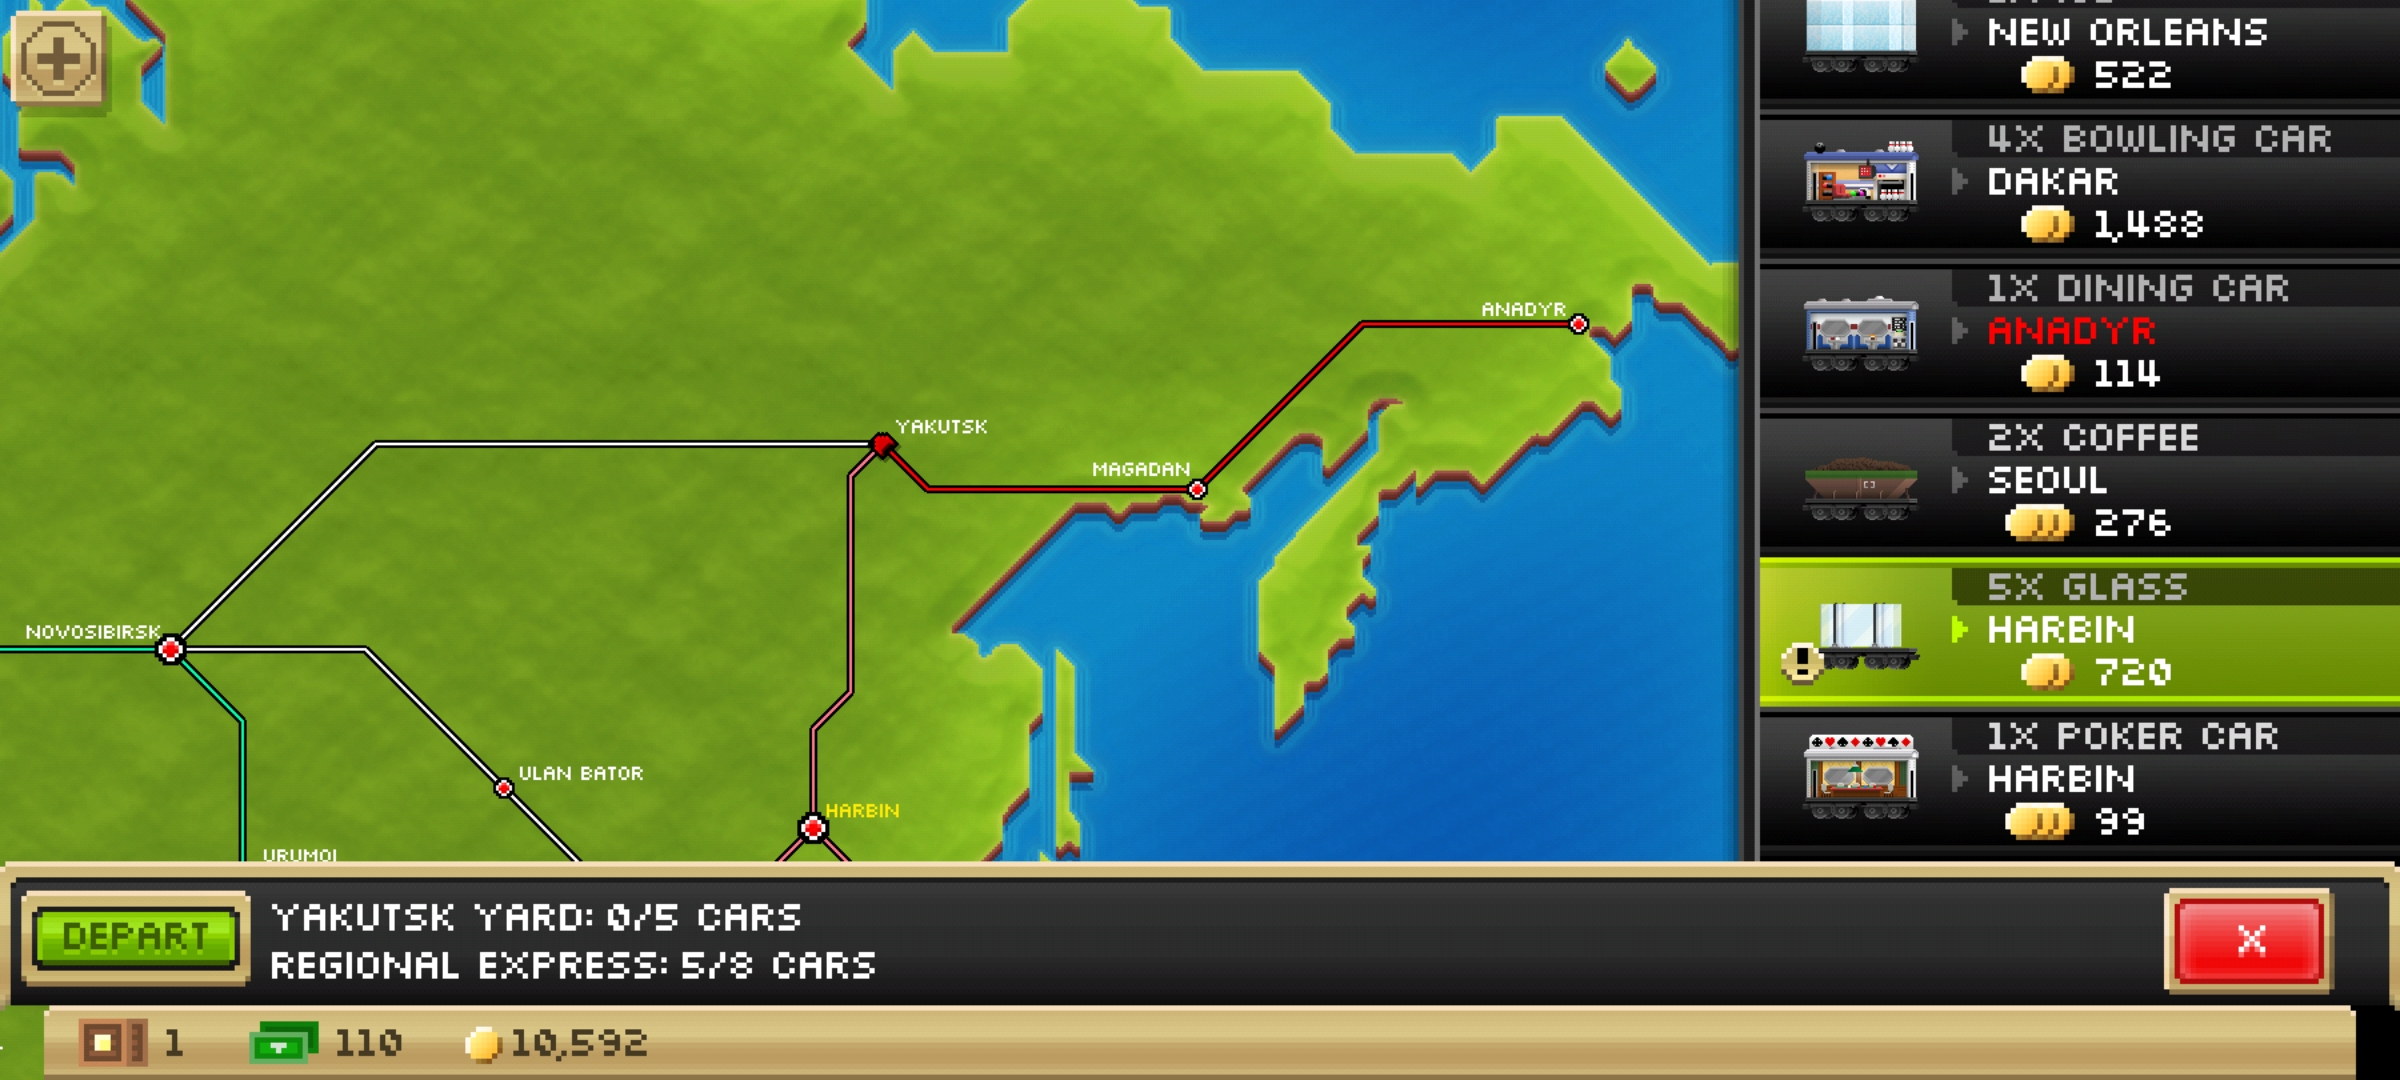 NEW ORLEANS
522
4X BOWLING CAR
DAKAR
1,488
1X DINING CAR
ANADYR
114
2X COFFEE
SEOUL
276
5X GLASS
HARBIN
720
1X POKER CAR
HARBIN
99
ANADYR
YAKUTSK
MAGADAN
NOVOSIBIRSK
ULAN BATOR
HARBIN
DEPART
YAKUTSK YARD: 0/5 CARS
REGIONAL EXPRESS: 5/8 CARS
X
1
110
10,592